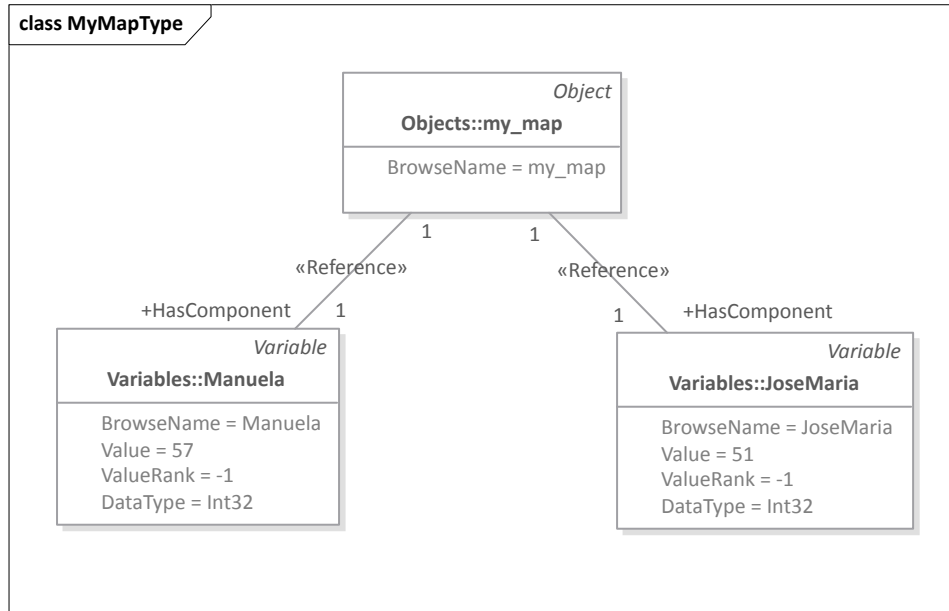 class MyMapType
Object
Objects::my_map
BrowseName = my_map
1
1
«Reference»
«Reference»
+HasComponent
1
1
+HasComponent
Variable
Variables::Manuela
BrowseName = Manuela
Value = 57
ValueRank = -1
DataType = Int32
Variable
Variables::JoseMaria
BrowseName = JoseMaria
Value = 51
ValueRank = -1
DataType = Int32